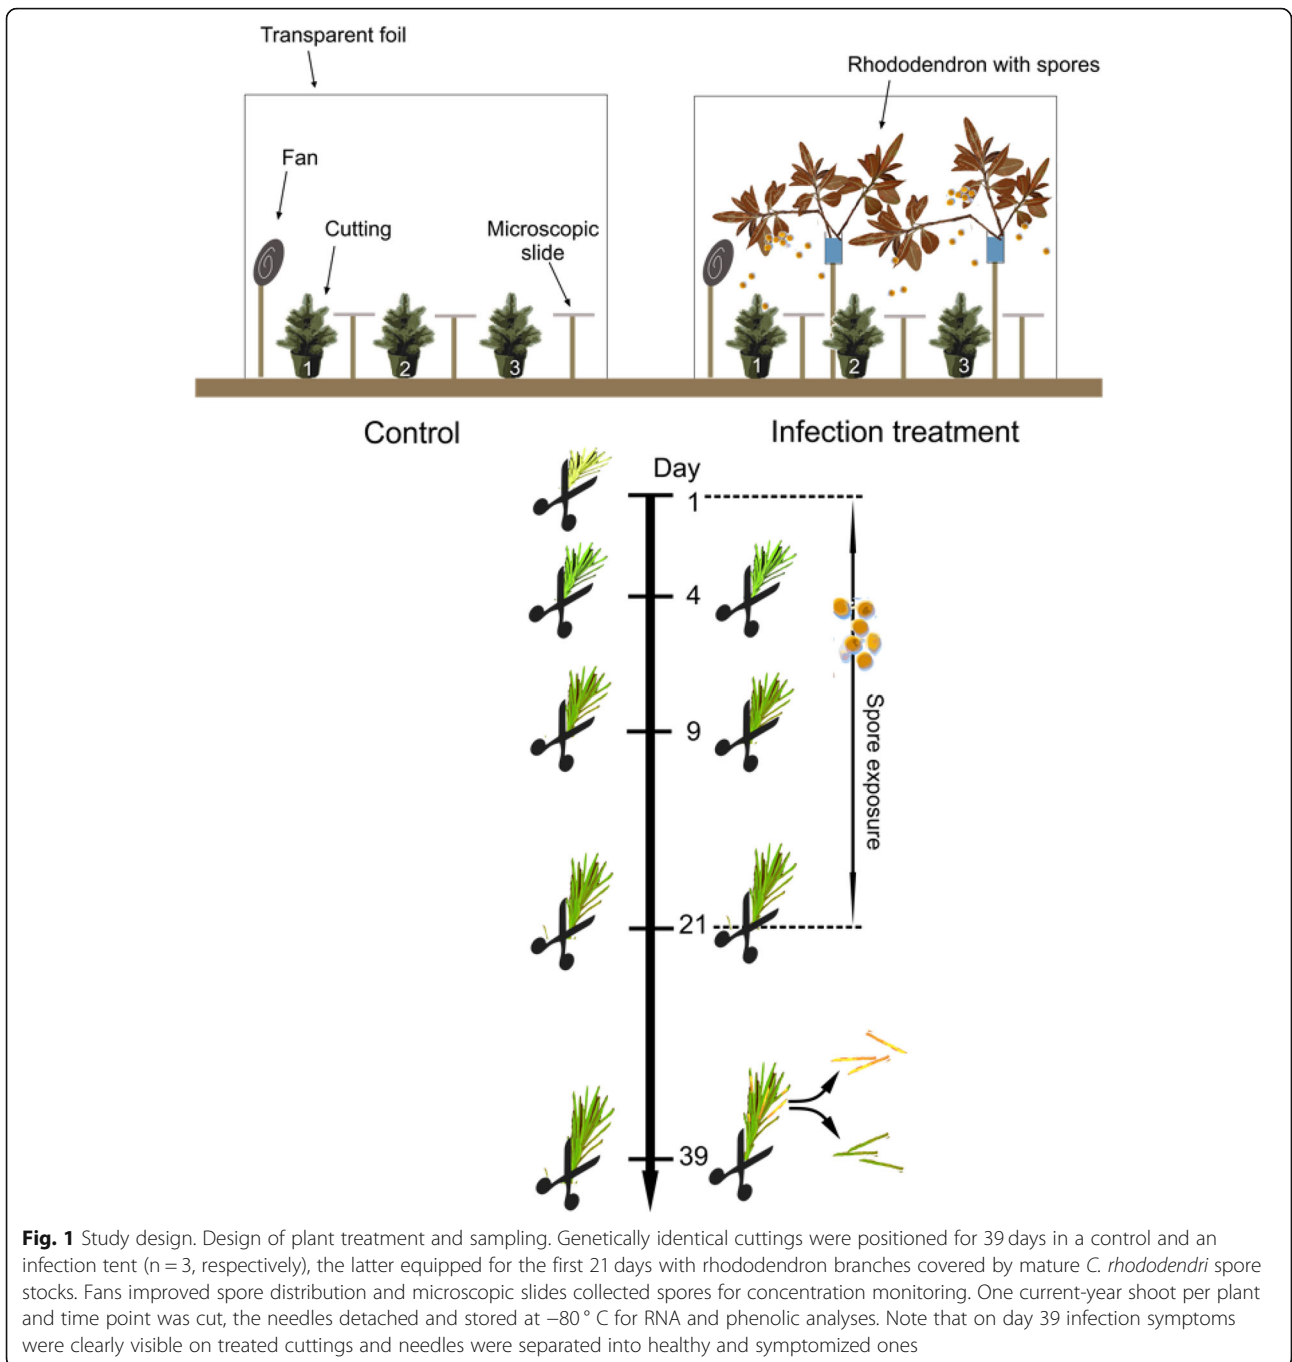 Transparent foil
Rhododendron with spores
Fan
Cutting
Microscopic
slide
1 2 3
1 2 3
Control
Infection treatment
Day
1
4
9
Spore exposure
21
39
Fig. 1 Study design. Design of plant treatment and sampling. Genetically identical cuttings were positioned for 39 days in a control and an
infection tent (n = 3, respectively), the latter equipped for the first 21 days with rhododendron branches covered by mature C. rhododendri spore
stocks. Fans improved spore distribution and microscopic slides collected spores for concentration monitoring. One current-year shoot per plant
and time point was cut, the needles detached and stored at −80 ° C for RNA and phenolic analyses. Note that on day 39 infection symptoms
were clearly visible on treated cuttings and needles were separated into healthy and symptomized ones